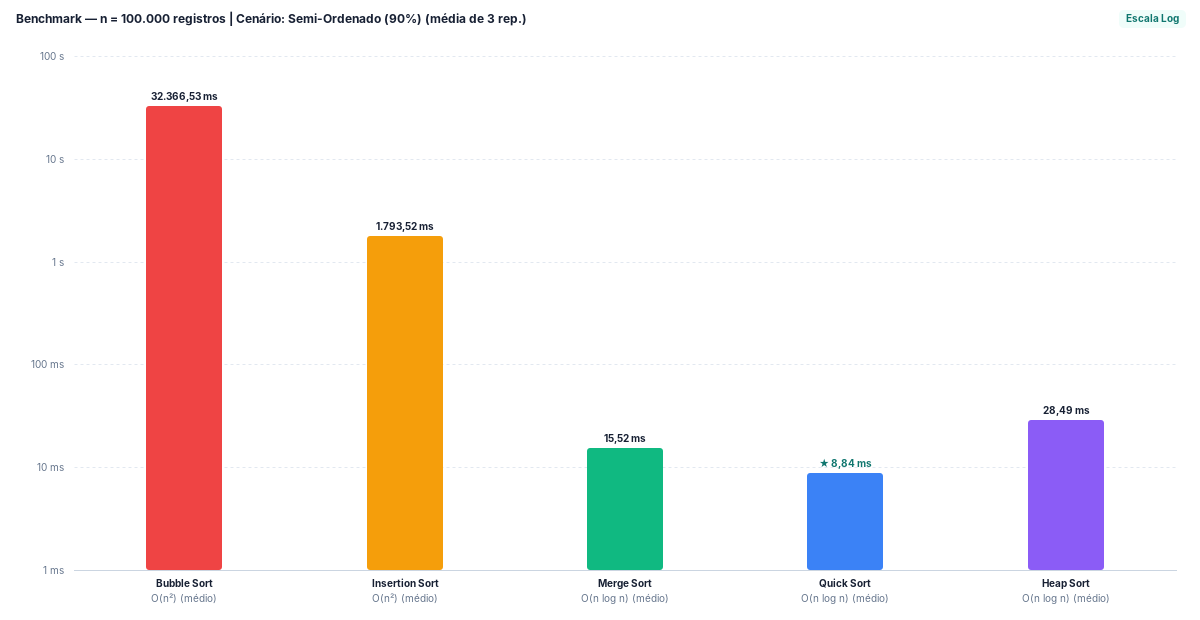 Benchmark — n = 100.000 registros | Cenário: Semi-Ordenado (90%) (média de 3 rep.)
Escala Log
100 s
10 s
1 s
100 ms
10 ms
1 ms
32.366,53 ms
1.793,52 ms
15,52 ms
★ 8,84 ms
28,49 ms
Bubble Sort
O(n²) (médio)
Insertion Sort
O(n²) (médio)
Merge Sort
O(n log n) (médio)
Quick Sort
O(n log n) (médio)
Heap Sort
O(n log n) (médio)